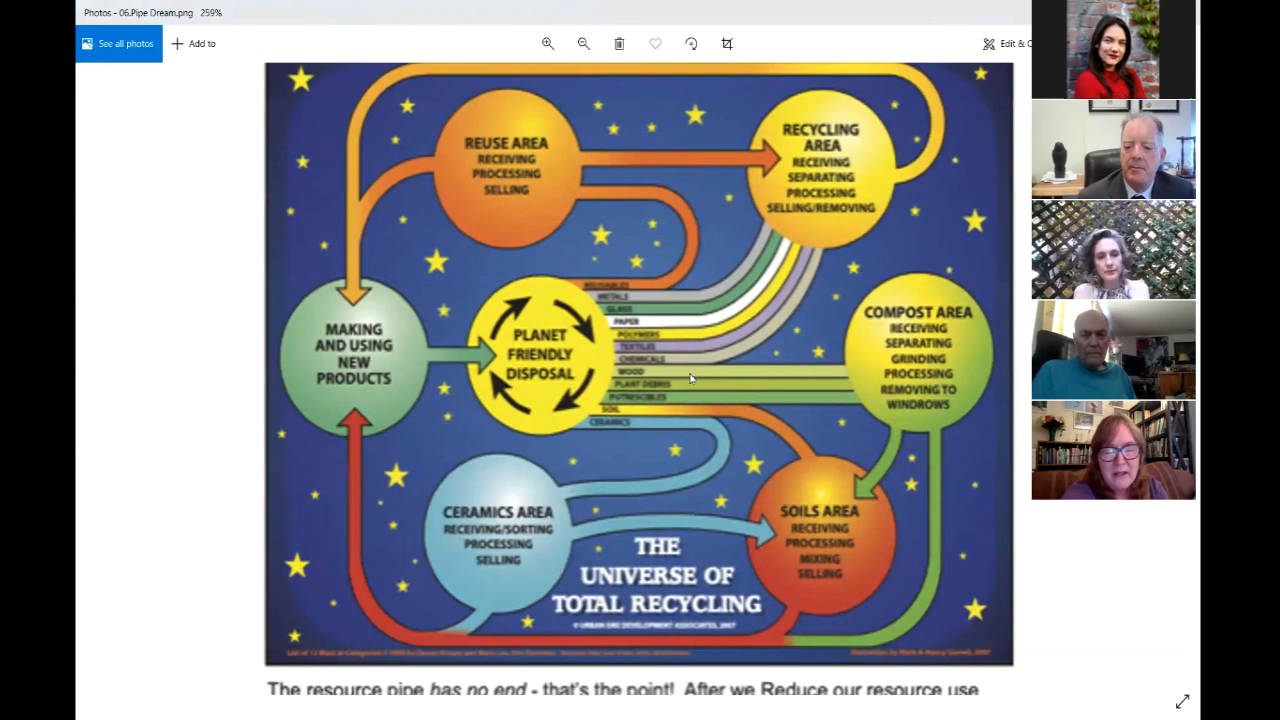 Photos - 06.Pipe Dream.png   259%
See all photos
Add to
Edit & C
REUSE AREA
RECEIVING
PROCESSING
SELLING
RECYCLING
AREA
RECEIVING
SEPARATING
PROCESSING
SELLING/REMOVING
MAKING
AND USING
NEW
PRODUCTS
PLANET
FRIENDLY
DISPOSAL
REUSABLES
METALS
GLASS
PAPER
POLYMERS
TEXTILES
CHEMICALS
WOOD
PLANT DEBRIS
PUTRESCIBLES
SOIL
CERAMICS
COMPOST AREA
RECEIVING
SEPARATING
GRINDING
PROCESSING
REMOVING TO
WINDROWS
CERAMICS AREA
RECEIVING/SORTING
PROCESSING
SELLING
SOILS AREA
RECEIVING
PROCESSING
MIXING
SELLING
THE
UNIVERSE OF
TOTAL RECYCLING
© URBAN ORE DEVELOPMENT ASSOCIATES, 2007
The resource pipe has no end - that's the point!  After we Reduce our resource use